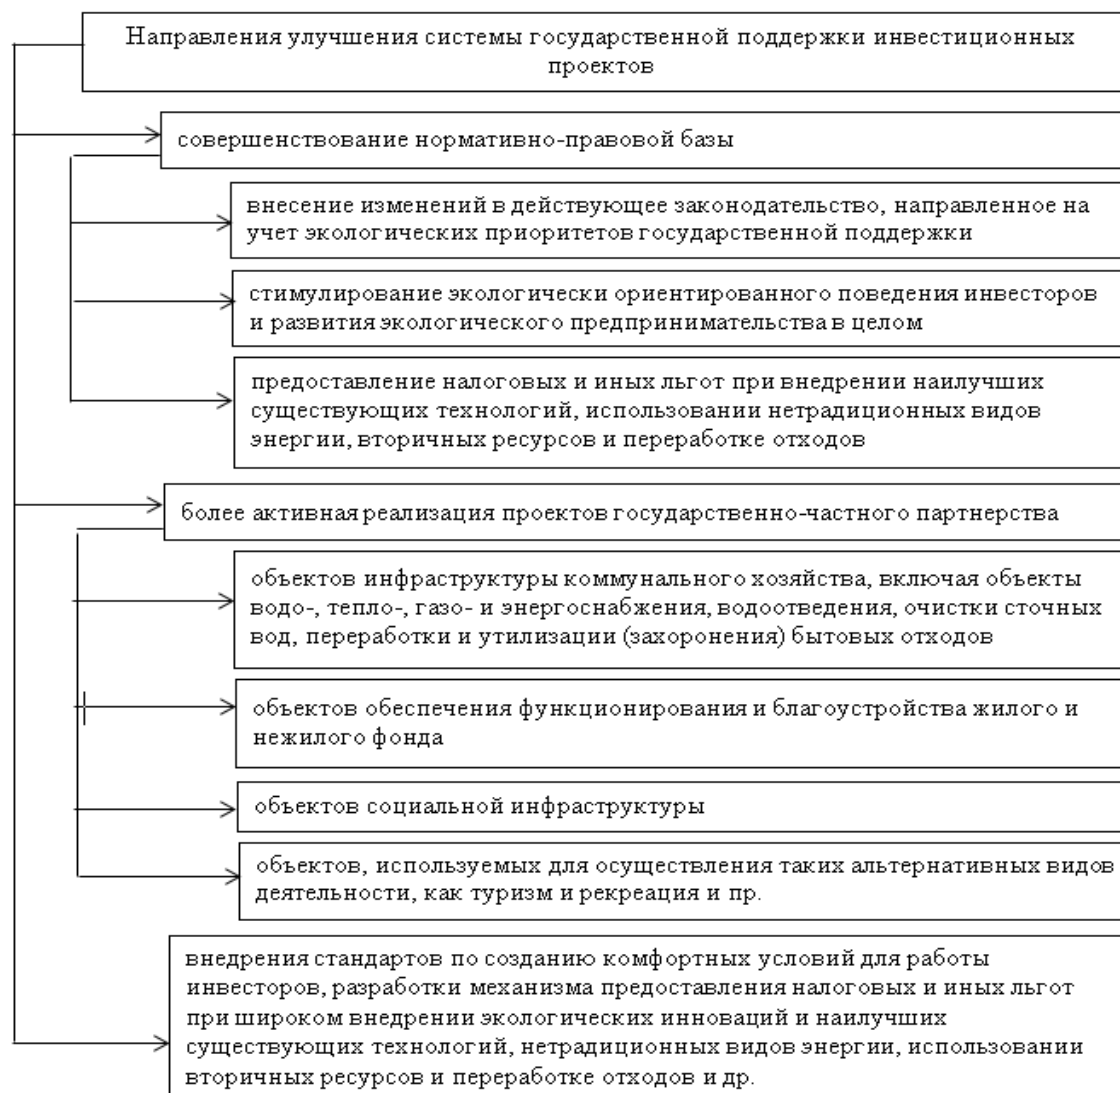 Направления улучшения системы государственной поддержки инвестиционных
проектов
совершенствование нормативно-правовой базы
внесение изменений в действующее законодательство, направленное на
учет экологических приоритетов государственной поддержки
стимулирование экологически ориентированного поведения инвесторов
и развития экологического предпринимательства в целом
предоставление налоговых и иных льгот при внедрении наилучших
существующих технологий, использовании нетрадиционных видов
энергии, вторичных ресурсов и переработке отходов
более активная реализация проектов государственно-частного партнерства
объектов инфраструктуры коммунального хозяйства, включая объекты
водо-, тепло-, газо- и энергоснабжения, водоотведения, очистки сточных
вод, переработки и утилизации (захоронения) бытовых отходов
объектов обеспечения функционирования и благоустройства жилого и
нежилого фонда
объектов социальной инфраструктуры
объектов, используемых для осуществления таких альтернативных видов
деятельности, как туризм и рекреация и пр.
внедрения стандартов по созданию комфортных условий для работы
инвесторов, разработки механизма предоставления налоговых и иных льгот
при широком внедрении экологических инноваций и наилучших
существующих технологий, нетрадиционных видов энергии, использовании
вторичных ресурсов и переработке отходов и др.